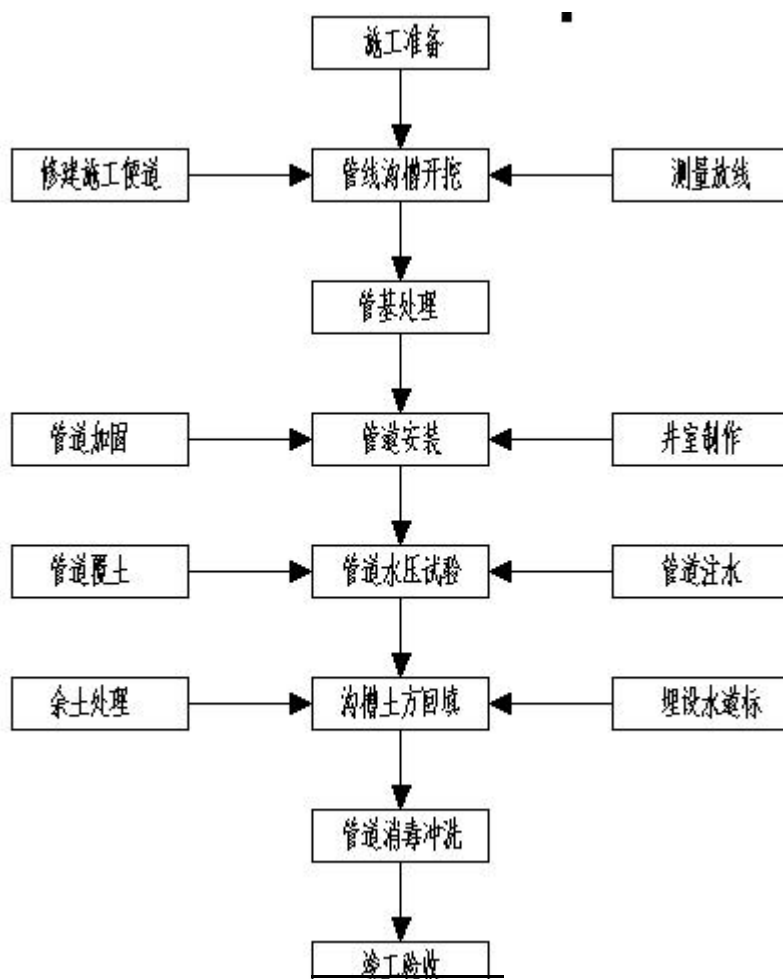 施工准备
修建施工便道
管线沟槽开挖
测量放线
管基处理
管道加固
管道安装
井室制作
管道覆土
管道水压试验
管道注水
余土处理
沟槽土方回填
埋设水道标
管道消毒冲洗
竣工验收